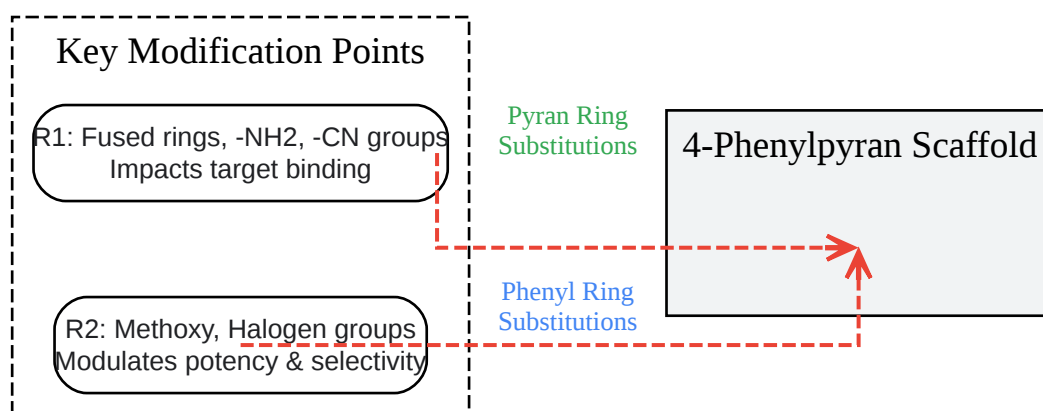 Key Modification Points
R1: Fused rings, -NH2, -CN groups
Impacts target binding
R2: Methoxy, Halogen groups
Modulates potency & selectivity
Pyran Ring
Substitutions
Phenyl Ring
Substitutions
4-Phenylpyran Scaffold